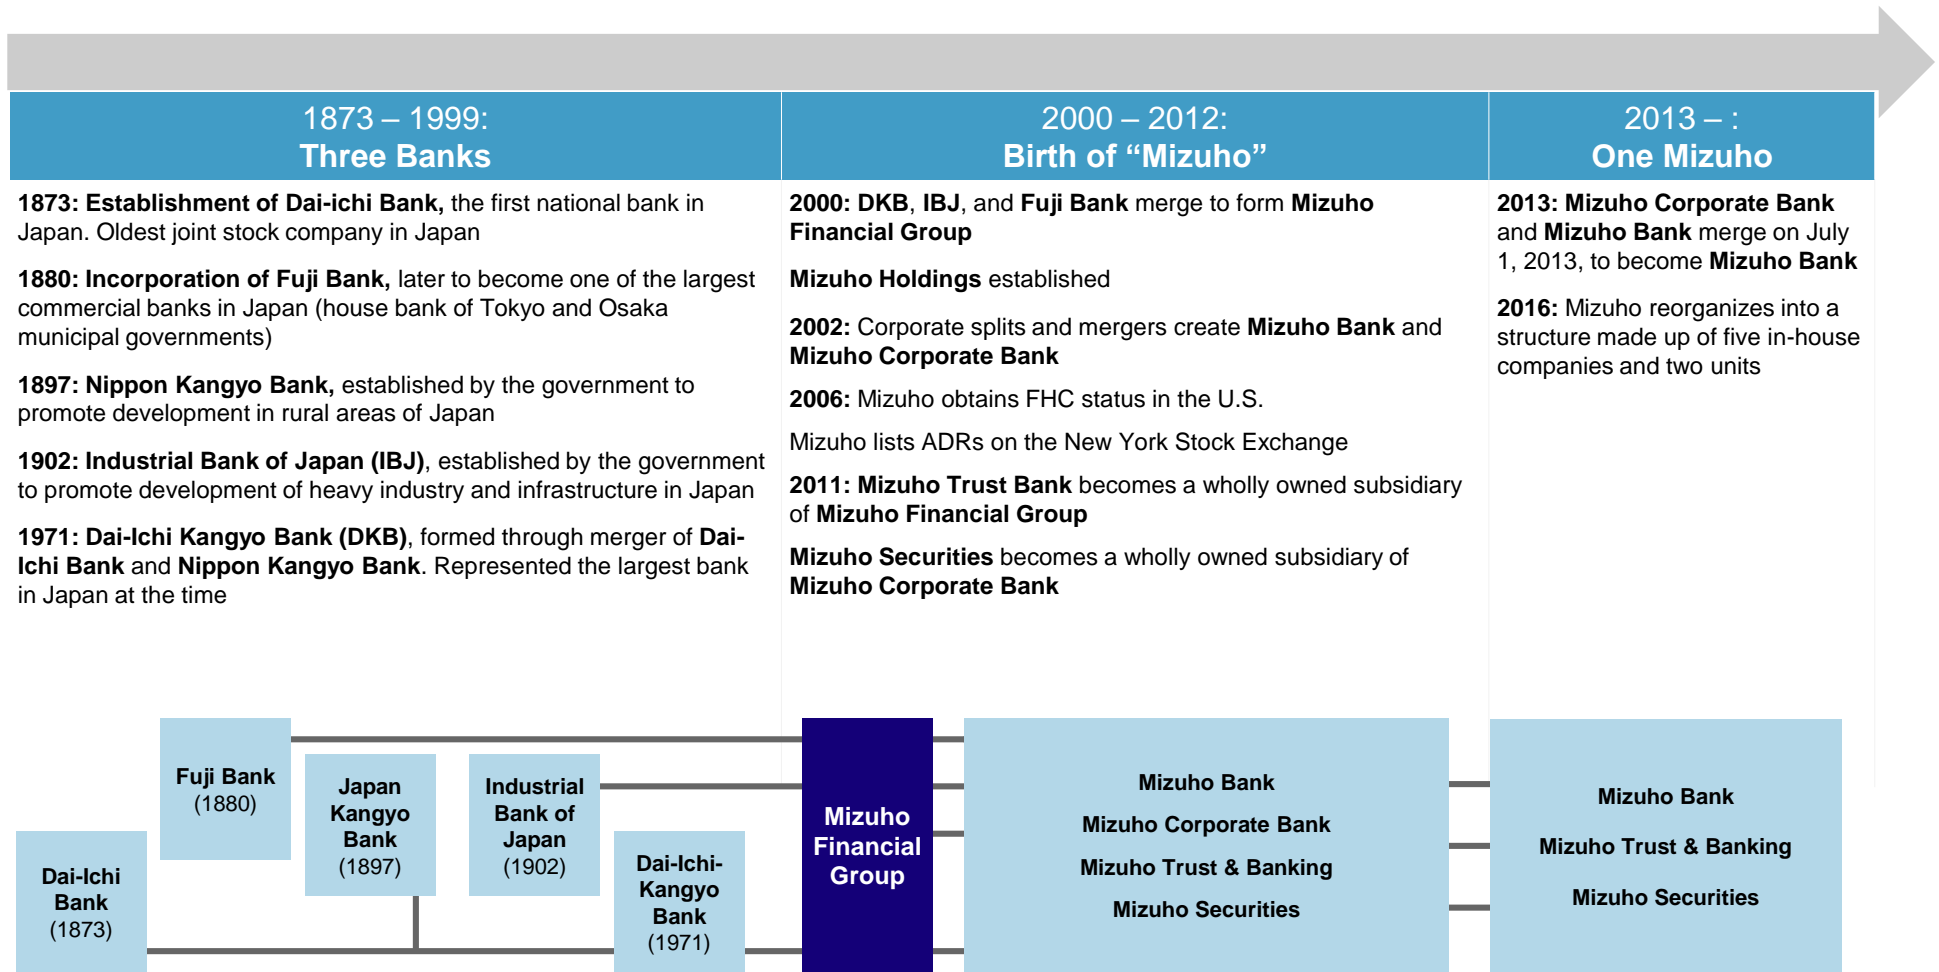 1873 – 1999:
Three Banks
1873: Establishment of Dai-ichi Bank, the first national bank in
Japan. Oldest joint stock company in Japan
1880: Incorporation of Fuji Bank, later to become one of the largest
commercial banks in Japan (house bank of Tokyo and Osaka
municipal governments)
1897: Nippon Kangyo Bank, established by the government to
promote development in rural areas of Japan
1902: Industrial Bank of Japan (IBJ), established by the government
to promote development of heavy industry and infrastructure in Japan
1971: Dai-Ichi Kangyo Bank (DKB), formed through merger of Dai-
Ichi Bank and Nippon Kangyo Bank. Represented the largest bank
in Japan at the time
2000 – 2012:
Birth of “Mizuho”
2000: DKB, IBJ, and Fuji Bank merge to form Mizuho
Financial Group
Mizuho Holdings established
2002: Corporate splits and mergers create Mizuho Bank and
Mizuho Corporate Bank
2006: Mizuho obtains FHC status in the U.S.
Mizuho lists ADRs on the New York Stock Exchange
2011: Mizuho Trust Bank becomes a wholly owned subsidiary
of Mizuho Financial Group
Mizuho Securities becomes a wholly owned subsidiary of
Mizuho Corporate Bank
2013 – :
One Mizuho
2013: Mizuho Corporate Bank
and Mizuho Bank merge on July
1, 2013, to become Mizuho Bank
2016: Mizuho reorganizes into a
structure made up of five in-house
companies and two units
Dai-Ichi
Bank
(1873)
Fuji Bank
(1880)
Japan
Kangyo
Bank
(1897)
Industrial
Bank of
Japan
(1902)
Dai-Ichi-
Kangyo
Bank
(1971)
Mizuho
Financial
Group
Mizuho Bank
Mizuho Corporate Bank
Mizuho Trust & Banking
Mizuho Securities
Mizuho Bank
Mizuho Trust & Banking
Mizuho Securities